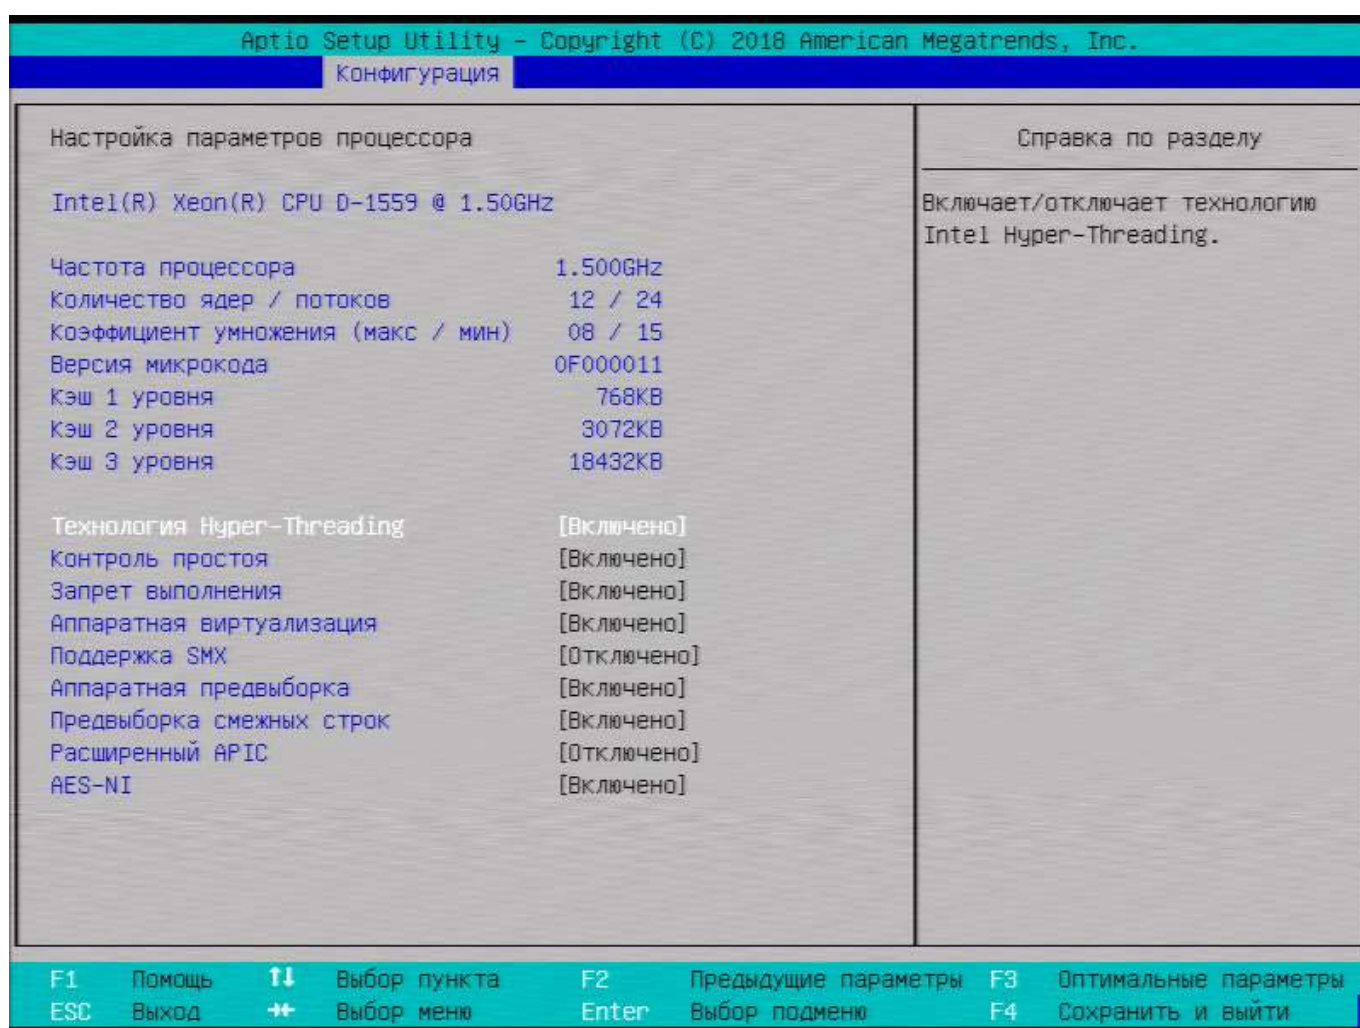 Aptio Setup Utility – Copyright (C) 2018 American Megatrends, Inc.
Конфигурация
Настройка параметров процессора
Intel(R) Xeon(R) CPU D-1559 @ 1.50GHz
Частота процессора 1.500GHz
Количество ядер / потоков 12 / 24
Коэффициент умножения (макс / мин) 08 / 15
Версия микрокода 0F000011
Кэш 1 уровня 768KB
Кэш 2 уровня 3072KB
Кэш 3 уровня 18432KB
Технология Hyper-Threading [Включено]
Контроль простоя [Включено]
Запрет выполнения [Включено]
Аппаратная виртуализация [Включено]
Поддержка SMX [Отключено]
Аппаратная предвыборка [Включено]
Предвыборка смежных строк [Включено]
Расширенный APIC [Отключено]
AES-NI [Включено]
Справка по разделу
Включает/отключает технологию
Intel Hyper-Threading.
F1 Помощь ↑↓ Выбор пункта F2 Предыдущие параметры F3 Оптимальные параметры
ESC Выход →← Выбор меню Enter Выбор подменю F4 Сохранить и выйти